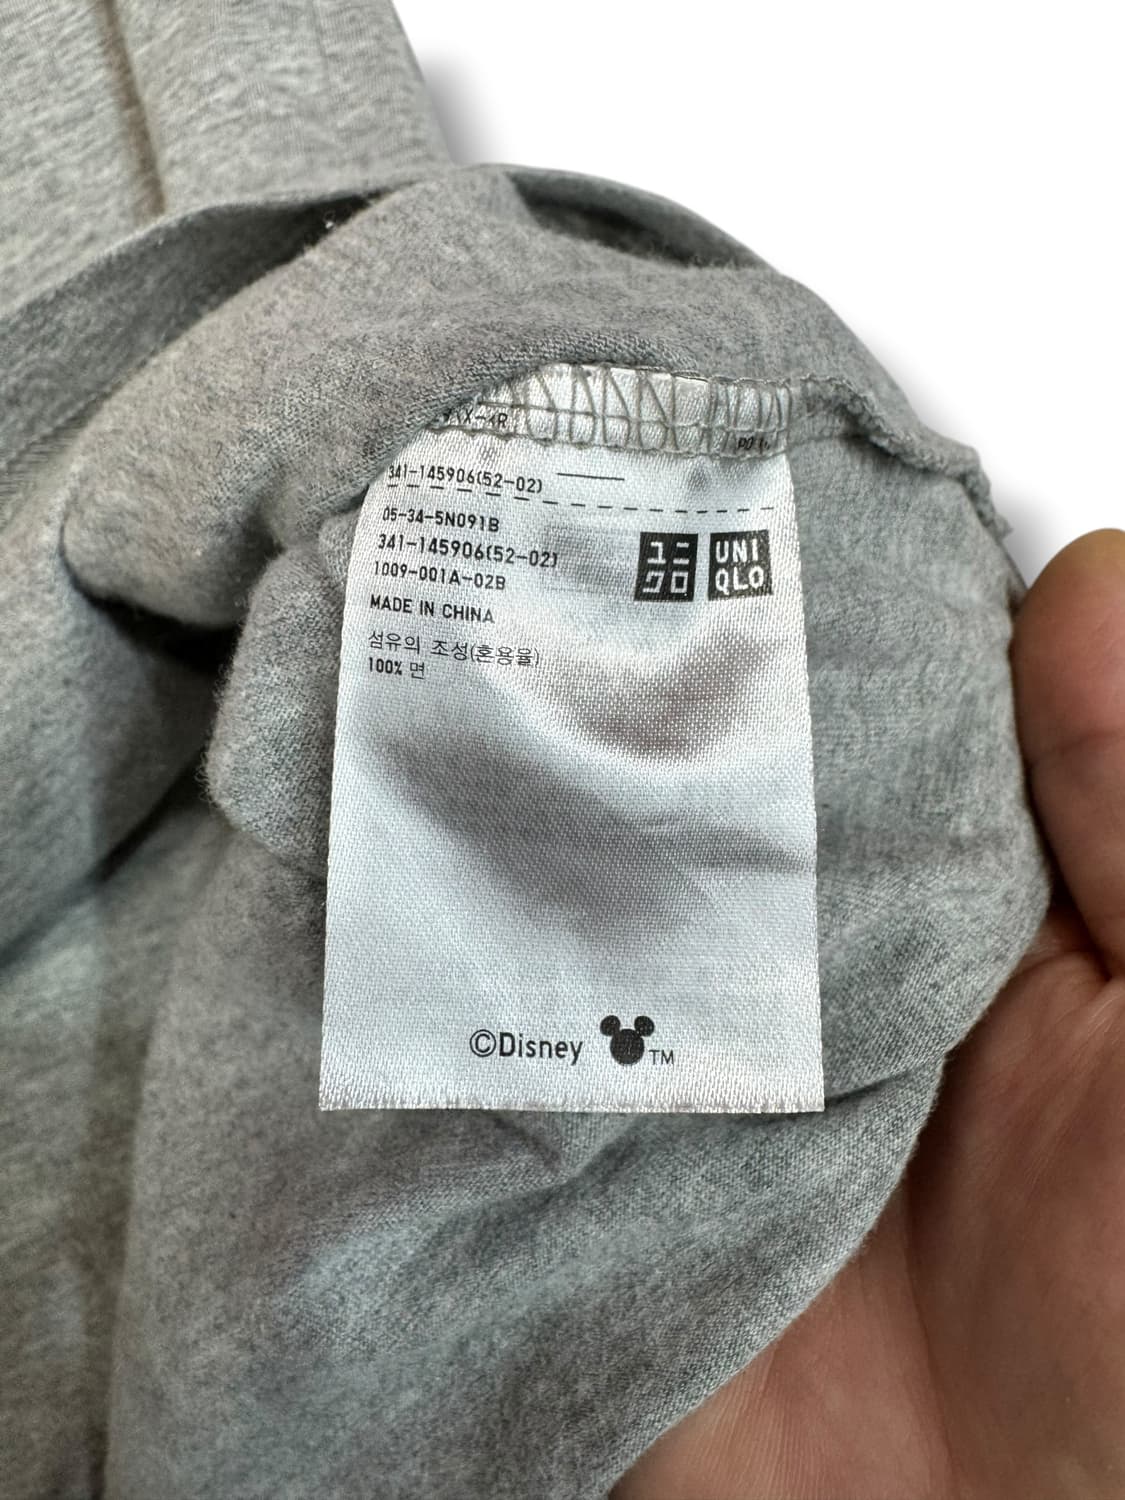 341-145906(52-02)
05-34-5N091B
341-145906(52-02)
1009-001A-02B
MADE IN CHINA
섬유의 조성(혼용율)
100% 면
ユニ
クロ
UNI
QLO
©Disney TM